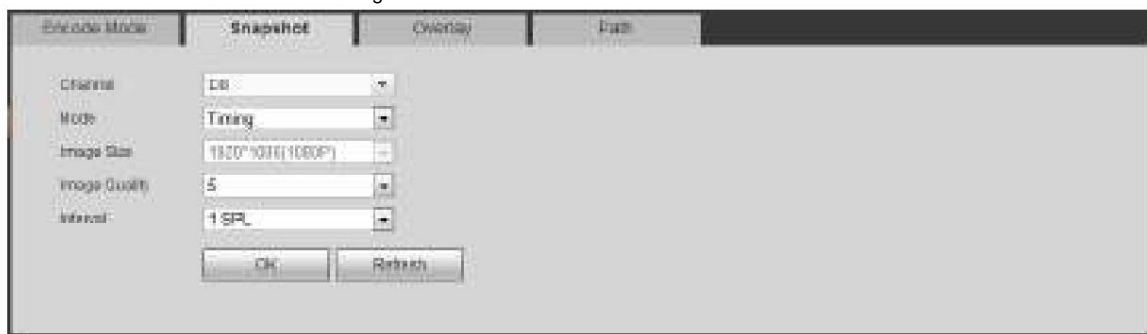 Encode Mode Snapshot Overlay Path
Channel D8
Mode Timing
Image Size 1920*1080(1080P)
Image Quality 5
Interval 1 SPL
OK Refresh